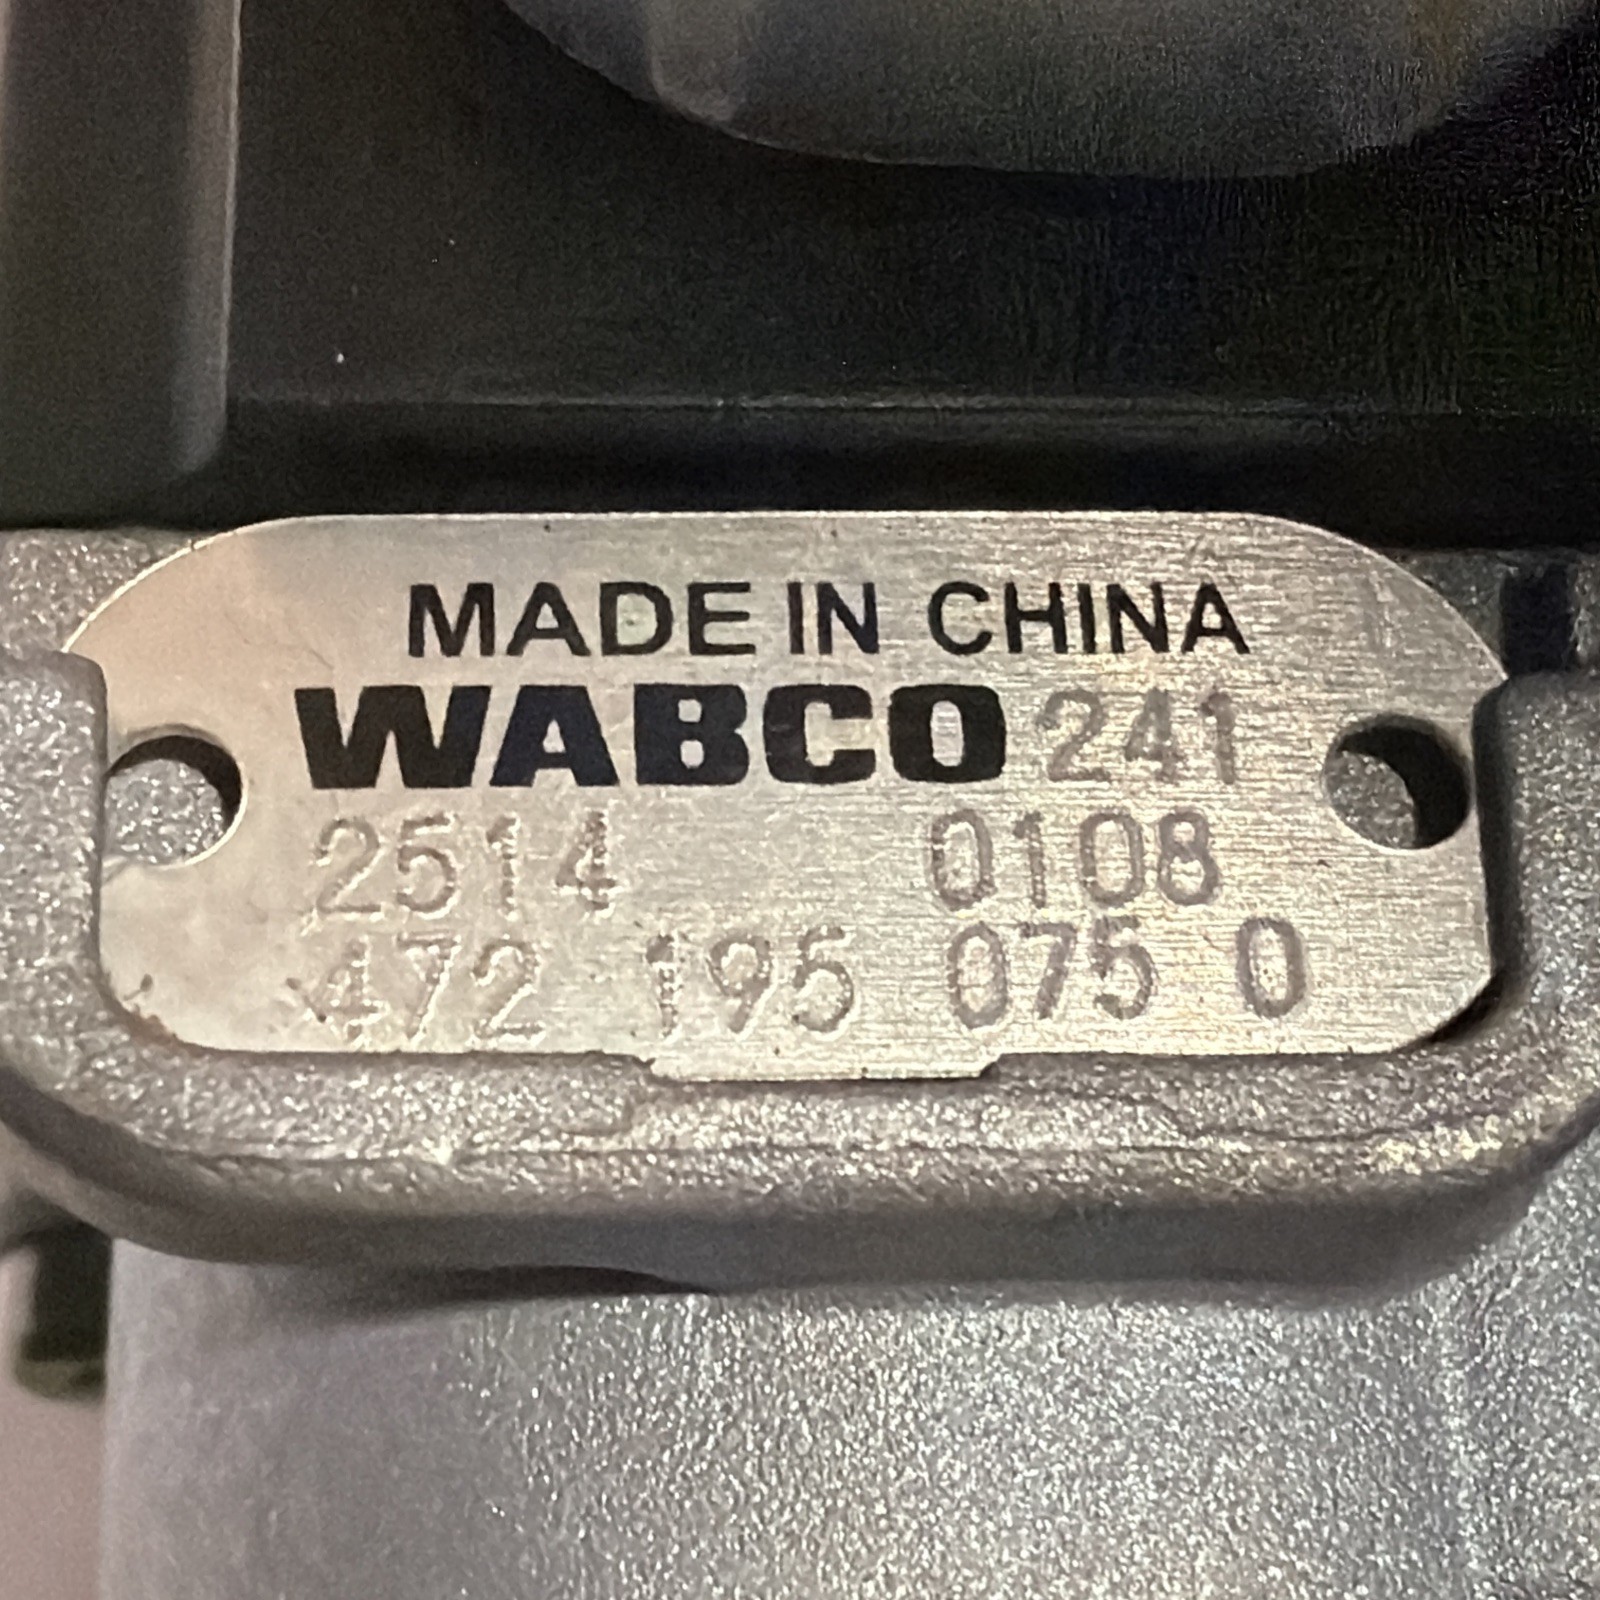 MADE IN CHINA
WABCO 241
2514 0108
472 195 075 0